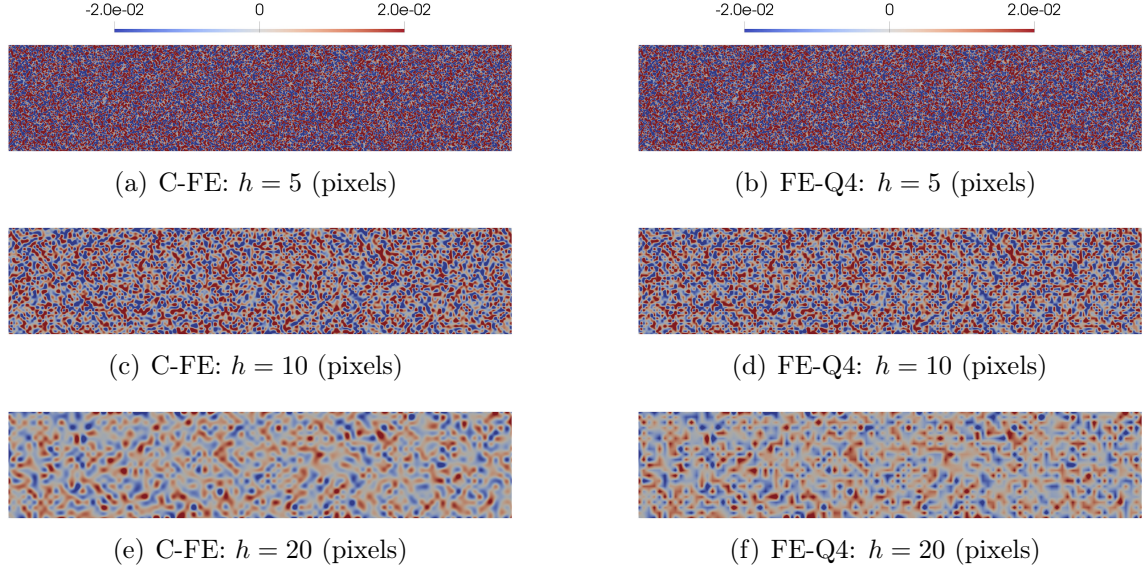 -2.0e-02 0 2.0e-02 -2.0e-02 0 2.0e-02
(a) C-FE: h = 5 (pixels) (b) FE-Q4: h = 5 (pixels)
(c) C-FE: h = 10 (pixels) (d) FE-Q4: h = 10 (pixels)
(e) C-FE: h = 20 (pixels) (f) FE-Q4: h = 20 (pixels)